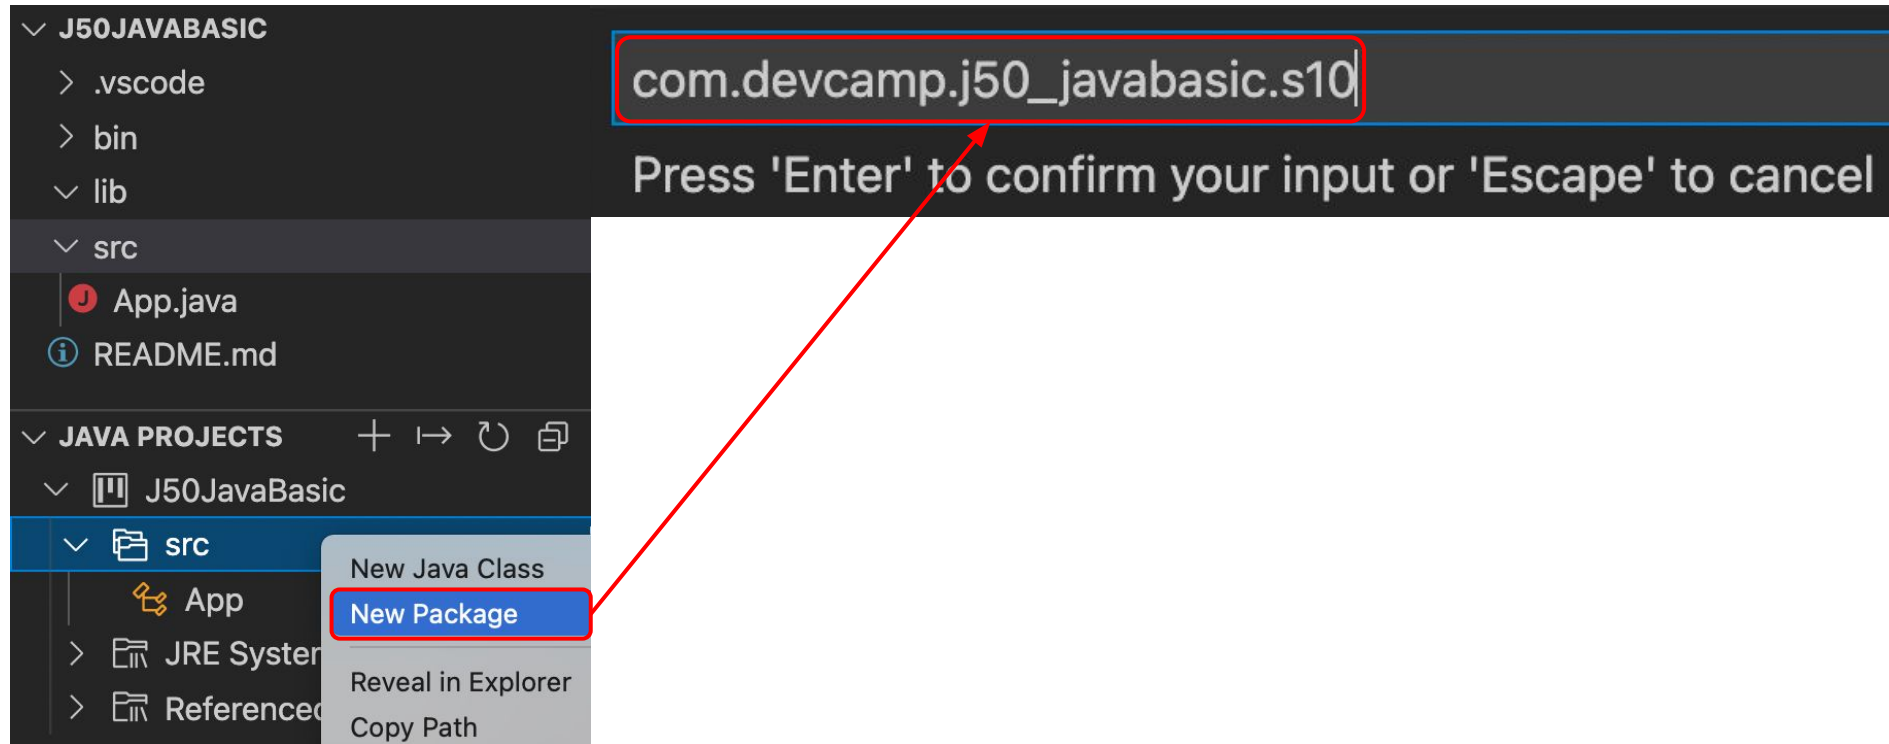 J50JAVABASIC
.vscode
bin
lib
src
App.java
README.md
JAVA PROJECTS
J50JavaBasic
src
App
JRE Syster
Referenced
New Java Class
New Package
Reveal in Explorer
Copy Path
com.devcamp.j50_javabasic.s10
Press 'Enter' to confirm your input or 'Escape' to cancel